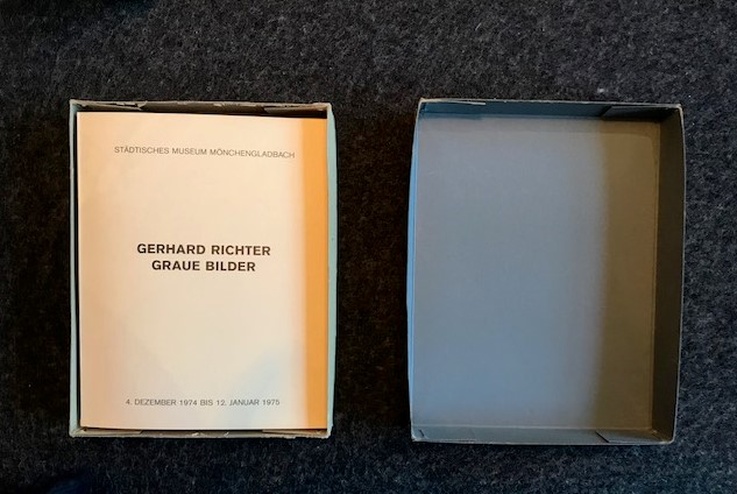 STÄDTISCHES MUSEUM MÖNCHENGLADBACH
GERHARD RICHTER
GRAUE BILDER
4. DEZEMBER 1974 BIS 12. JANUAR 1975